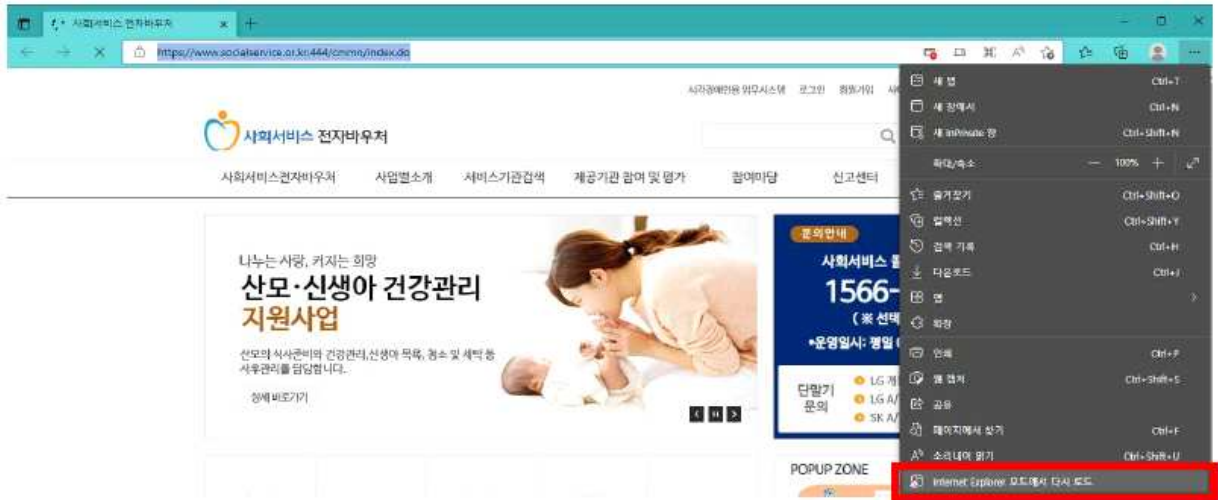 사회서비스 전자바우처
https://www.socialservice.or.kr:444/cmmn/index.do
시각장애인용 업무시스템 로그인 회원가입
사회서비스 전자바우처
사회서비스전자바우처 사업별소개 서비스기관검색 제공기관 참여 및 평가 참여마당 신고센터
나누는 사랑, 커지는 희망
산모·신생아 건강관리
지원사업
산모의 식사준비와 건강관리,신생아 목욕, 청소 및 세탁 등
사후관리를 담당합니다.
상세 바로가기
문의안내
사회서비스
1566-
( ※ 선택
•운영일시: 평일
단말기
문의
LG
LG A/
SK A/
POPUP ZONE
새 탭 Ctrl+T
새 창에서 Ctrl+N
새 InPrivate 창 Ctrl+Shift+N
확대/축소 — 100% +
즐겨찾기 Ctrl+Shift+O
컬렉션 Ctrl+Shift+Y
검색 기록 Ctrl+H
다운로드 Ctrl+J
앱
확장
인쇄 Ctrl+P
웹 캡처 Ctrl+Shift+S
공유
페이지에서 찾기 Ctrl+F
소리내어 읽기 Ctrl+Shift+U
Internet Explorer 모드에서 다시 로드